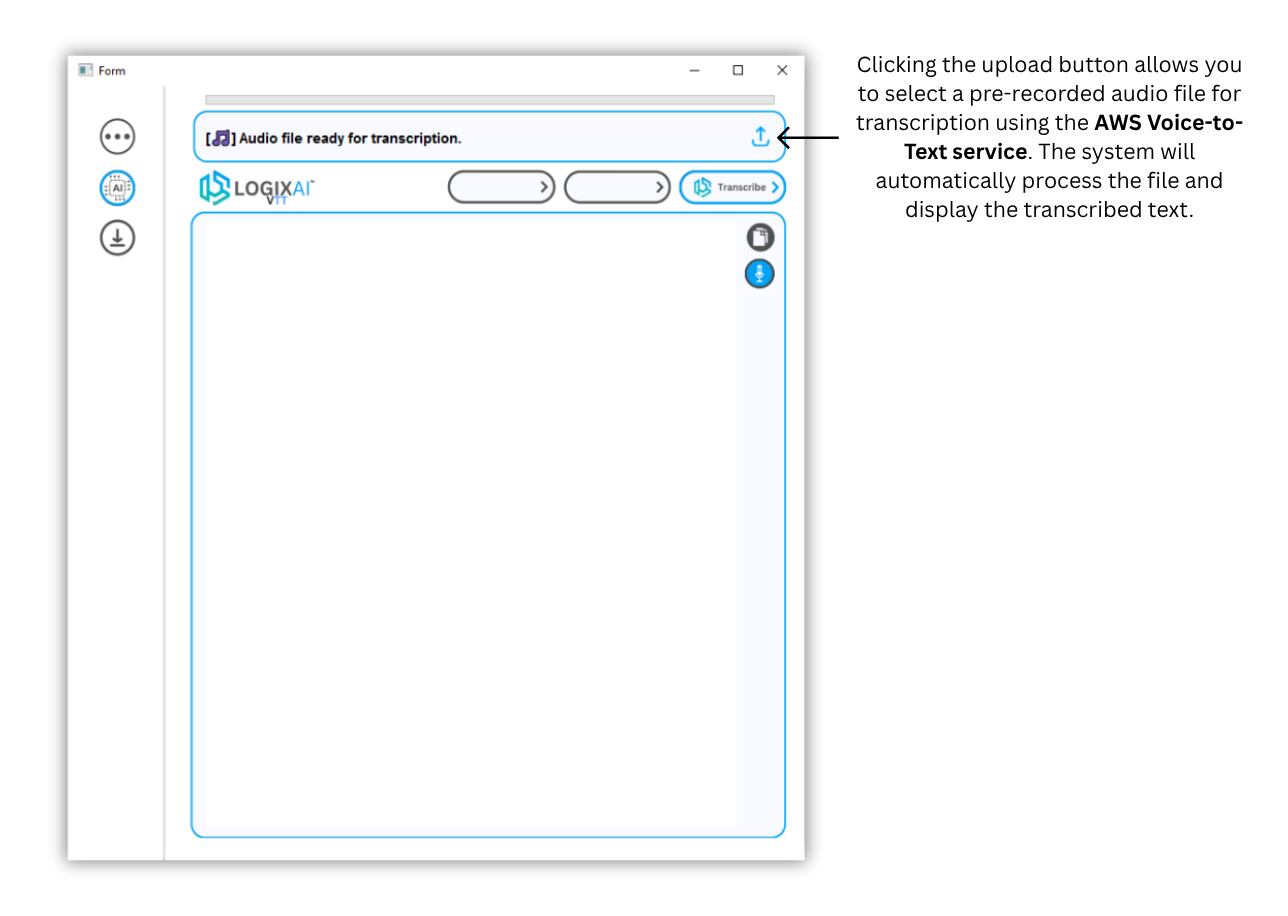 Form
[🎵] Audio file ready for transcription.
AI
LOGIXAI™
VTT
Transcribe
Clicking the upload button allows you
to select a pre-recorded audio file for
transcription using the AWS Voice-to-
Text service. The system will
automatically process the file and
display the transcribed text.